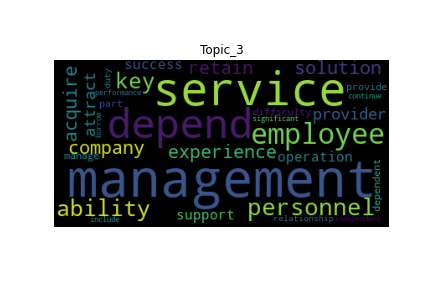 Topic_3
success
retain
solution
acquire
attract
duty
key
service
performance
provide
continue
part
borrow
depend
difficulty
significant
provider
employee
company
experience
operation
manage
management
dependent
ability
support
personnel
include
relationship